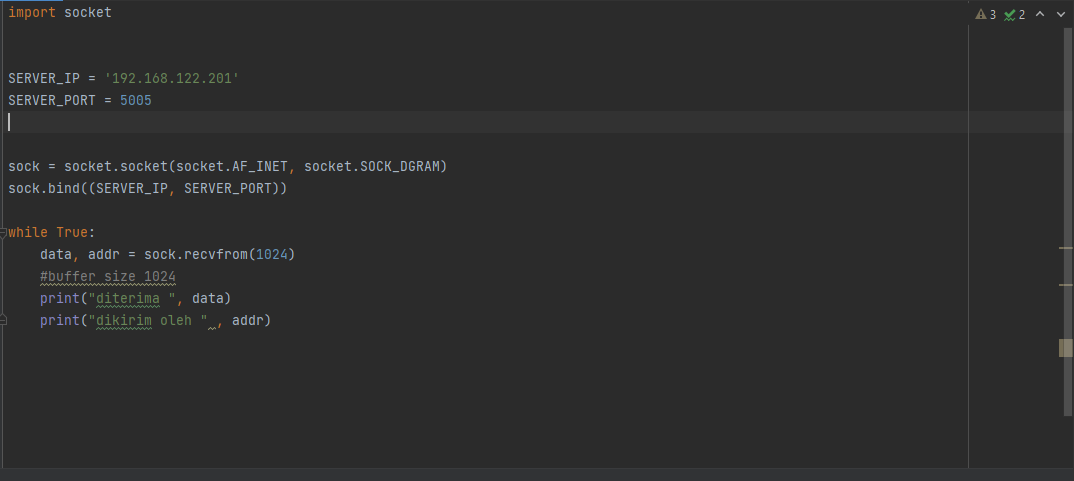 import socket
3 2
SERVER_IP = '192.168.122.201'
SERVER_PORT = 5005
sock = socket.socket(socket.AF_INET, socket.SOCK_DGRAM)
sock.bind((SERVER_IP, SERVER_PORT))
while True:
    data, addr = sock.recvfrom(1024)
    #buffer size 1024
    print("diterima ", data)
    print("dikirim oleh " , addr)